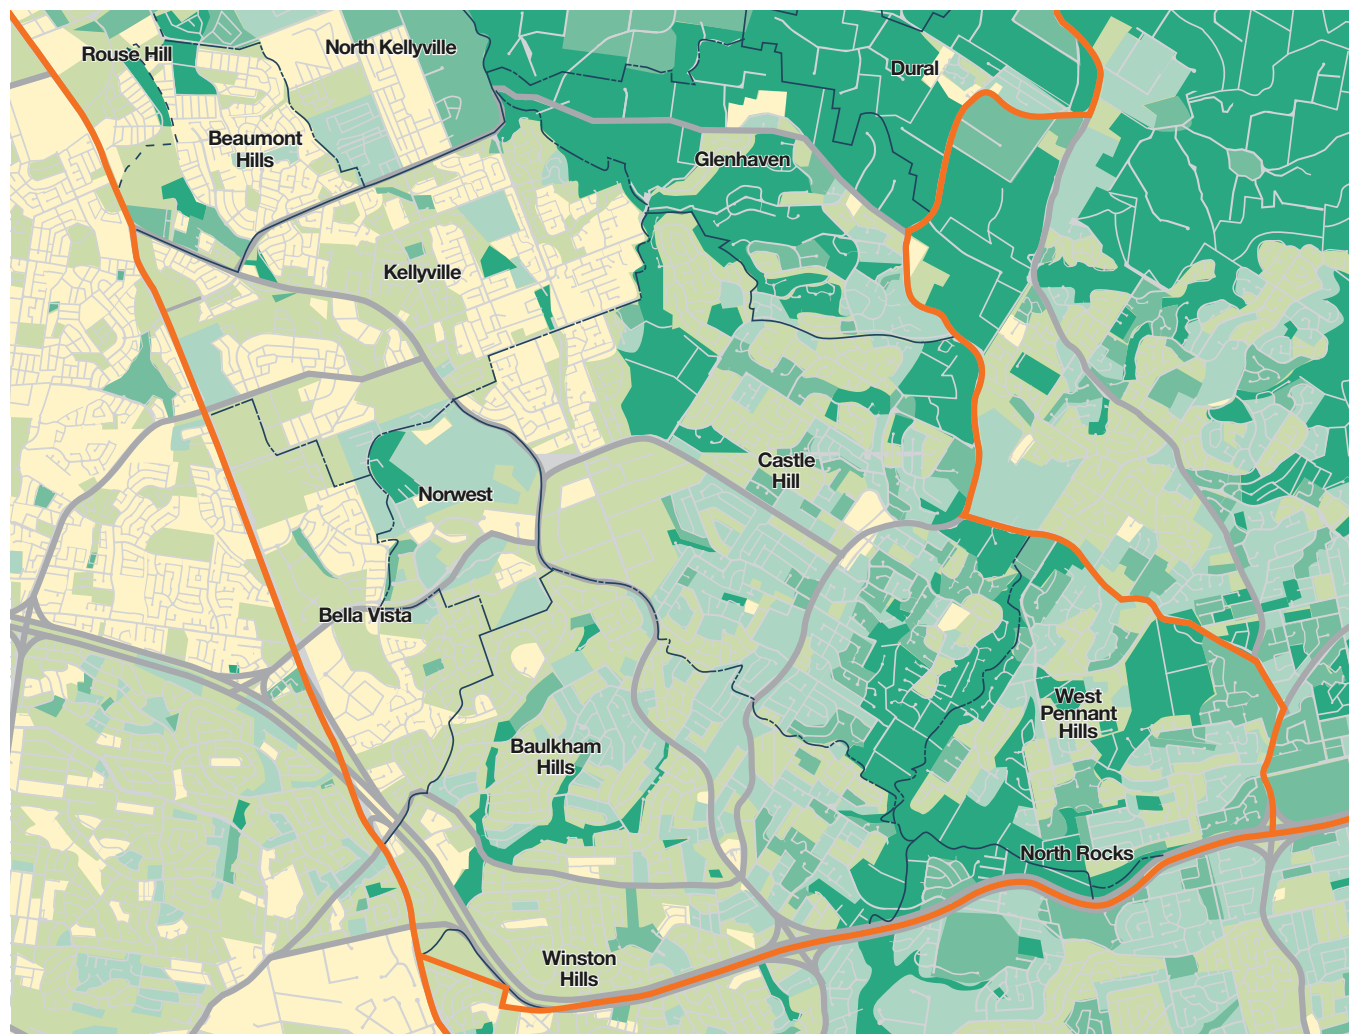 North Kellyville
Rouse Hill
Dural
Beaumont
Hills
Glenhaven
Kellyville
Castle
Hill
Norwest
Bella Vista
West
Pennant
Hills
Baulkham
Hills
North Rocks
Winston
Hills